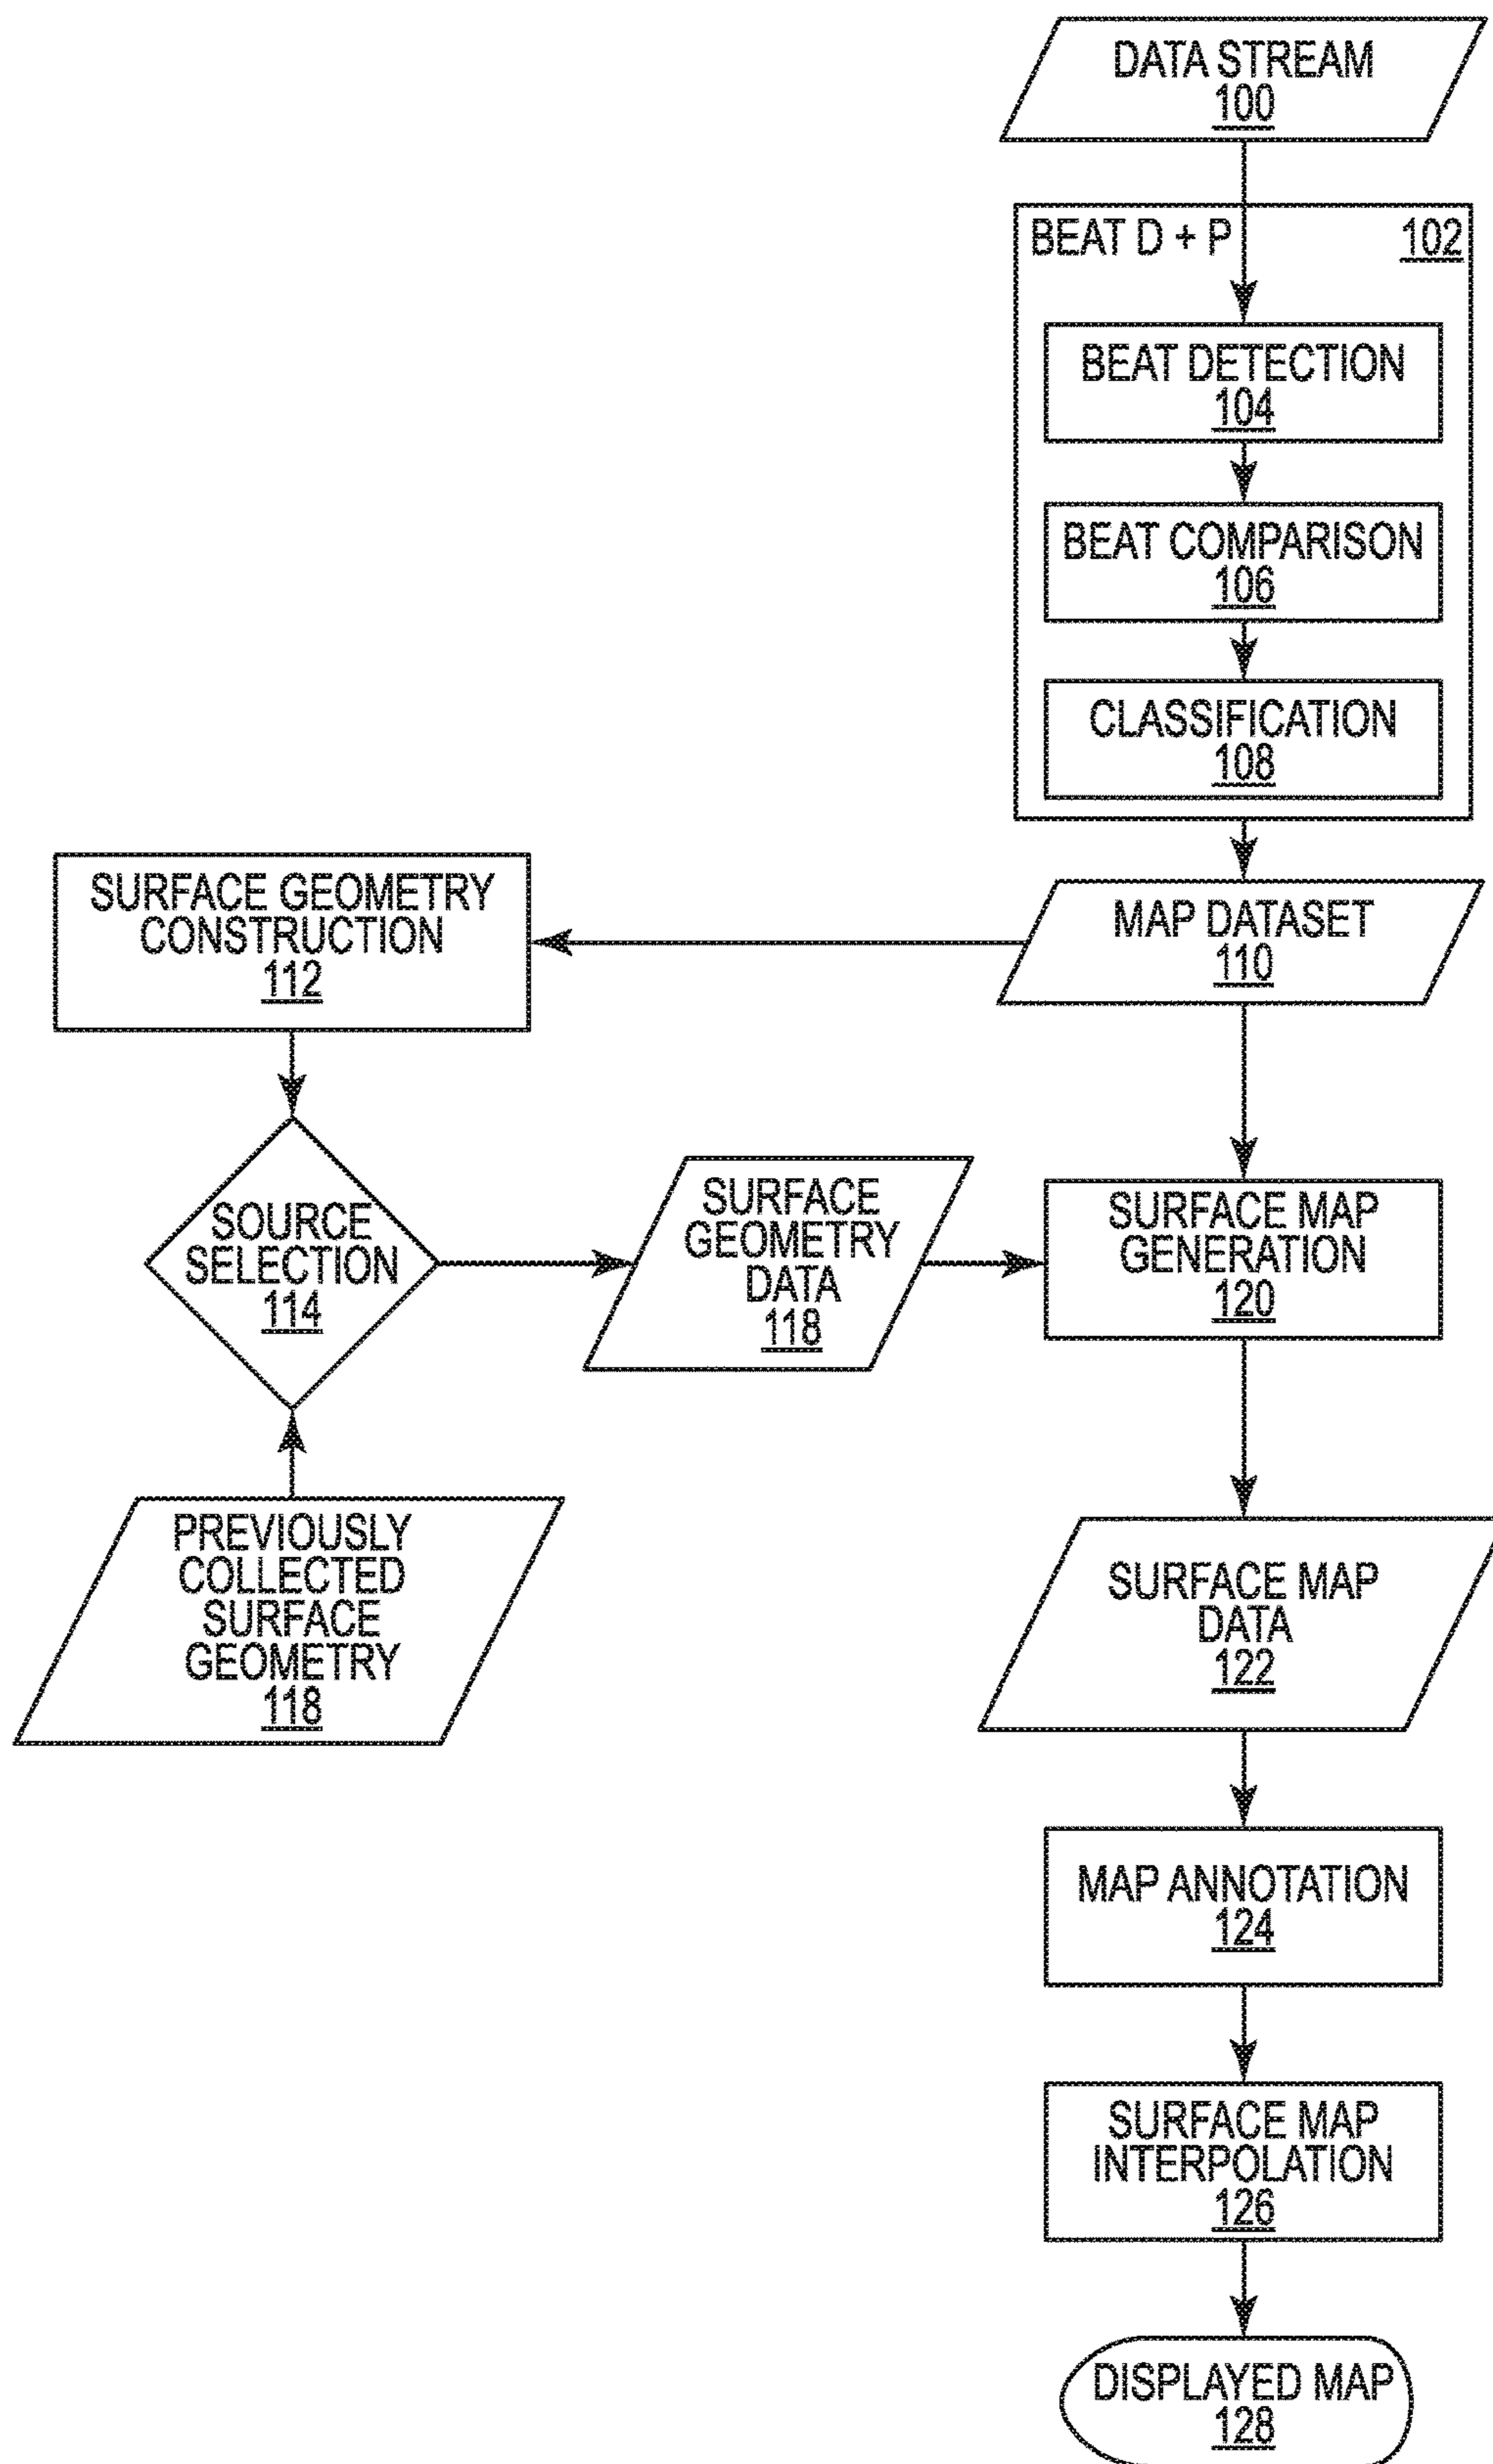 DATA STREAM
100
BEAT D + P
102
BEAT DETECTION
104
BEAT COMPARISON
106
CLASSIFICATION
108
SURFACE GEOMETRY
CONSTRUCTION
112
MAP DATASET
110
SOURCE
SELECTION
114
SURFACE
GEOMETRY
DATA
118
SURFACE MAP
GENERATION
120
PREVIOUSLY
COLLECTED
SURFACE
GEOMETRY
118
SURFACE MAP
DATA
122
MAP ANNOTATION
124
SURFACE MAP
INTERPOLATION
126
DISPLAYED MAP
128